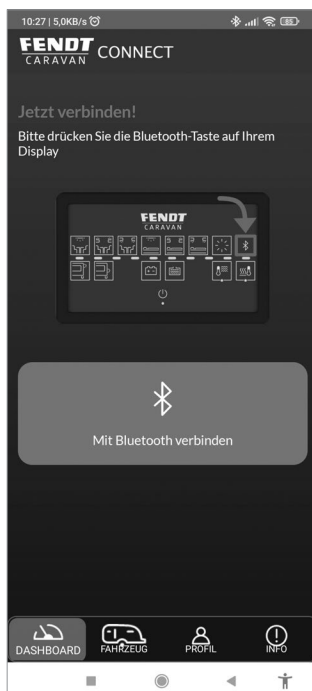 10:27 | 5,0KB/s
85
FENDT
CARAVAN
CONNECT
Jetzt verbinden!
Bitte drücken Sie die Bluetooth-Taste auf Ihrem
Display
FENDT
CARAVAN
Mit Bluetooth verbinden
DASHBOARD
FAHRZEUG
PROFIL
INFO